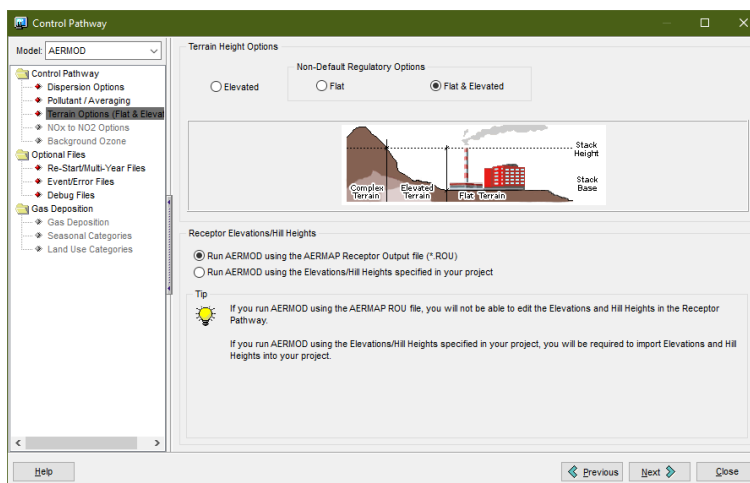 Control Pathway
Model: AERMOD
Control Pathway
Dispersion Options
Pollutant / Averaging
Terrain Options (Flat & Elevat
NOx to NO2 Options
Background Ozone
Optional Files
Re-Start/Multi-Year Files
Event/Error Files
Debug Files
Gas Deposition
Gas Deposition
Seasonal Categories
Land Use Categories
Terrain Height Options
Non-Default Regulatory Options
Elevated
Flat
Flat & Elevated
Stack
Height
Complex
Terrain
Elevated
Terrain
Flat Terrain
Stack
Base
Receptor Elevations/Hill Heights
Run AERMOD using the AERMAP Receptor Output file (*.ROU)
Run AERMOD using the Elevations/Hill Heights specified in your project
Tip
If you run AERMOD using the AERMAP ROU file, you will not be able to edit the Elevations and Hill Heights in the Receptor
Pathway.
If you run AERMOD using the Elevations/Hill Heights specified in your project, you will be required to import Elevations and Hill
Heights into your project.
Help
Previous
Next
Close